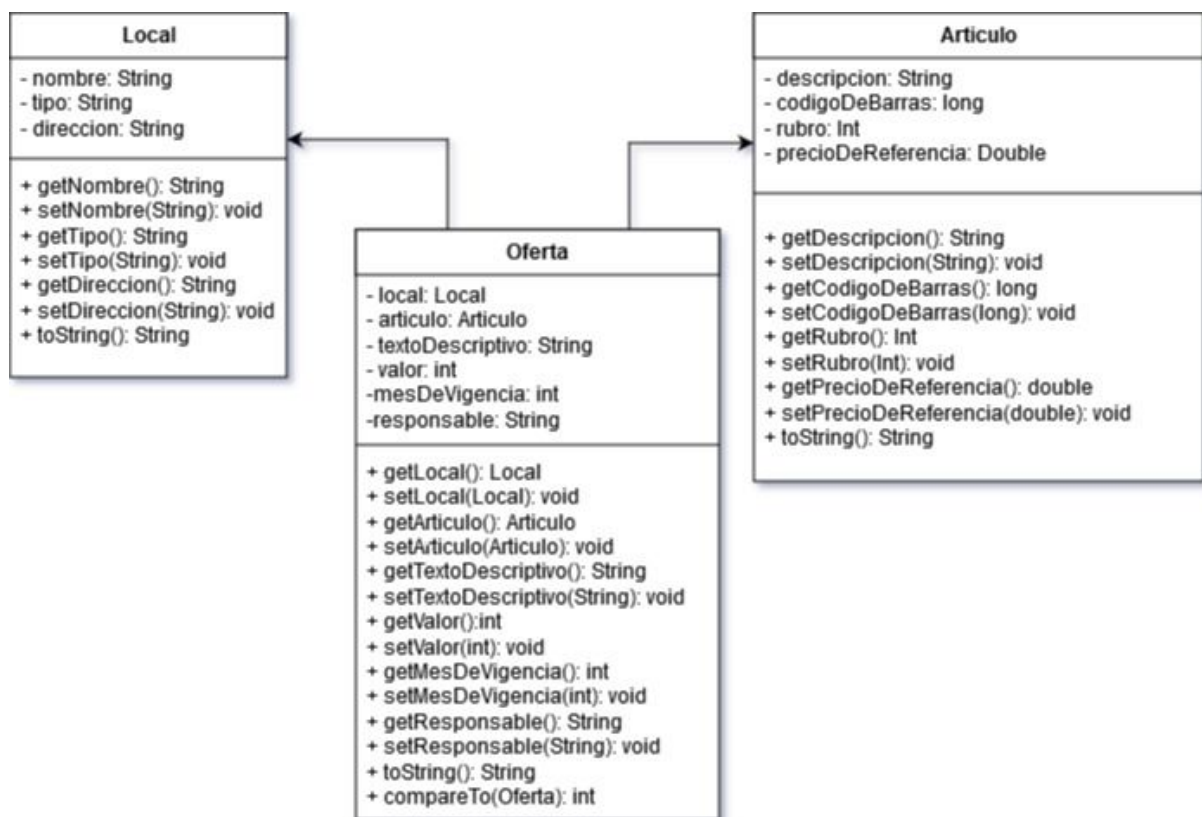 Local
- nombre: String
- tipo: String
- direccion: String
+ getNombre(): String
+ setNombre(String): void
+ getTipo(): String
+ setTipo(String): void
+ getDireccion(): String
+ setDireccion(String): void
+ toString(): String
Oferta
- local: Local
- articulo: Articulo
- textoDescriptivo: String
- valor: int
-mesDeVigencia: int
-responsable: String
+ getLocal(): Local
+ setLocal(Local): void
+ getArticulo(): Articulo
+ setArticulo(Articulo): void
+ getTextoDescriptivo(): String
+ setTextoDescriptivo(String): void
+ getValor():int
+ setValor(int): void
+ getMesDeVigencia(): int
+ setMesDeVigencia(int): void
+ getResponsable(): String
+ setResponsable(String): void
+ toString(): String
+ compareTo(Oferta): int
Articulo
- descripcion: String
- codigoDeBarras: long
- rubro: Int
- precioDeReferencia: Double
+ getDescripcion(): String
+ setDescripcion(String): void
+ getCodigoDeBarras(): long
+ setCodigoDeBarras(long): void
+ getRubro(): Int
+ setRubro(Int): void
+ getPrecioDeReferencia(): double
+ setPrecioDeReferencia(double): void
+ toString(): String